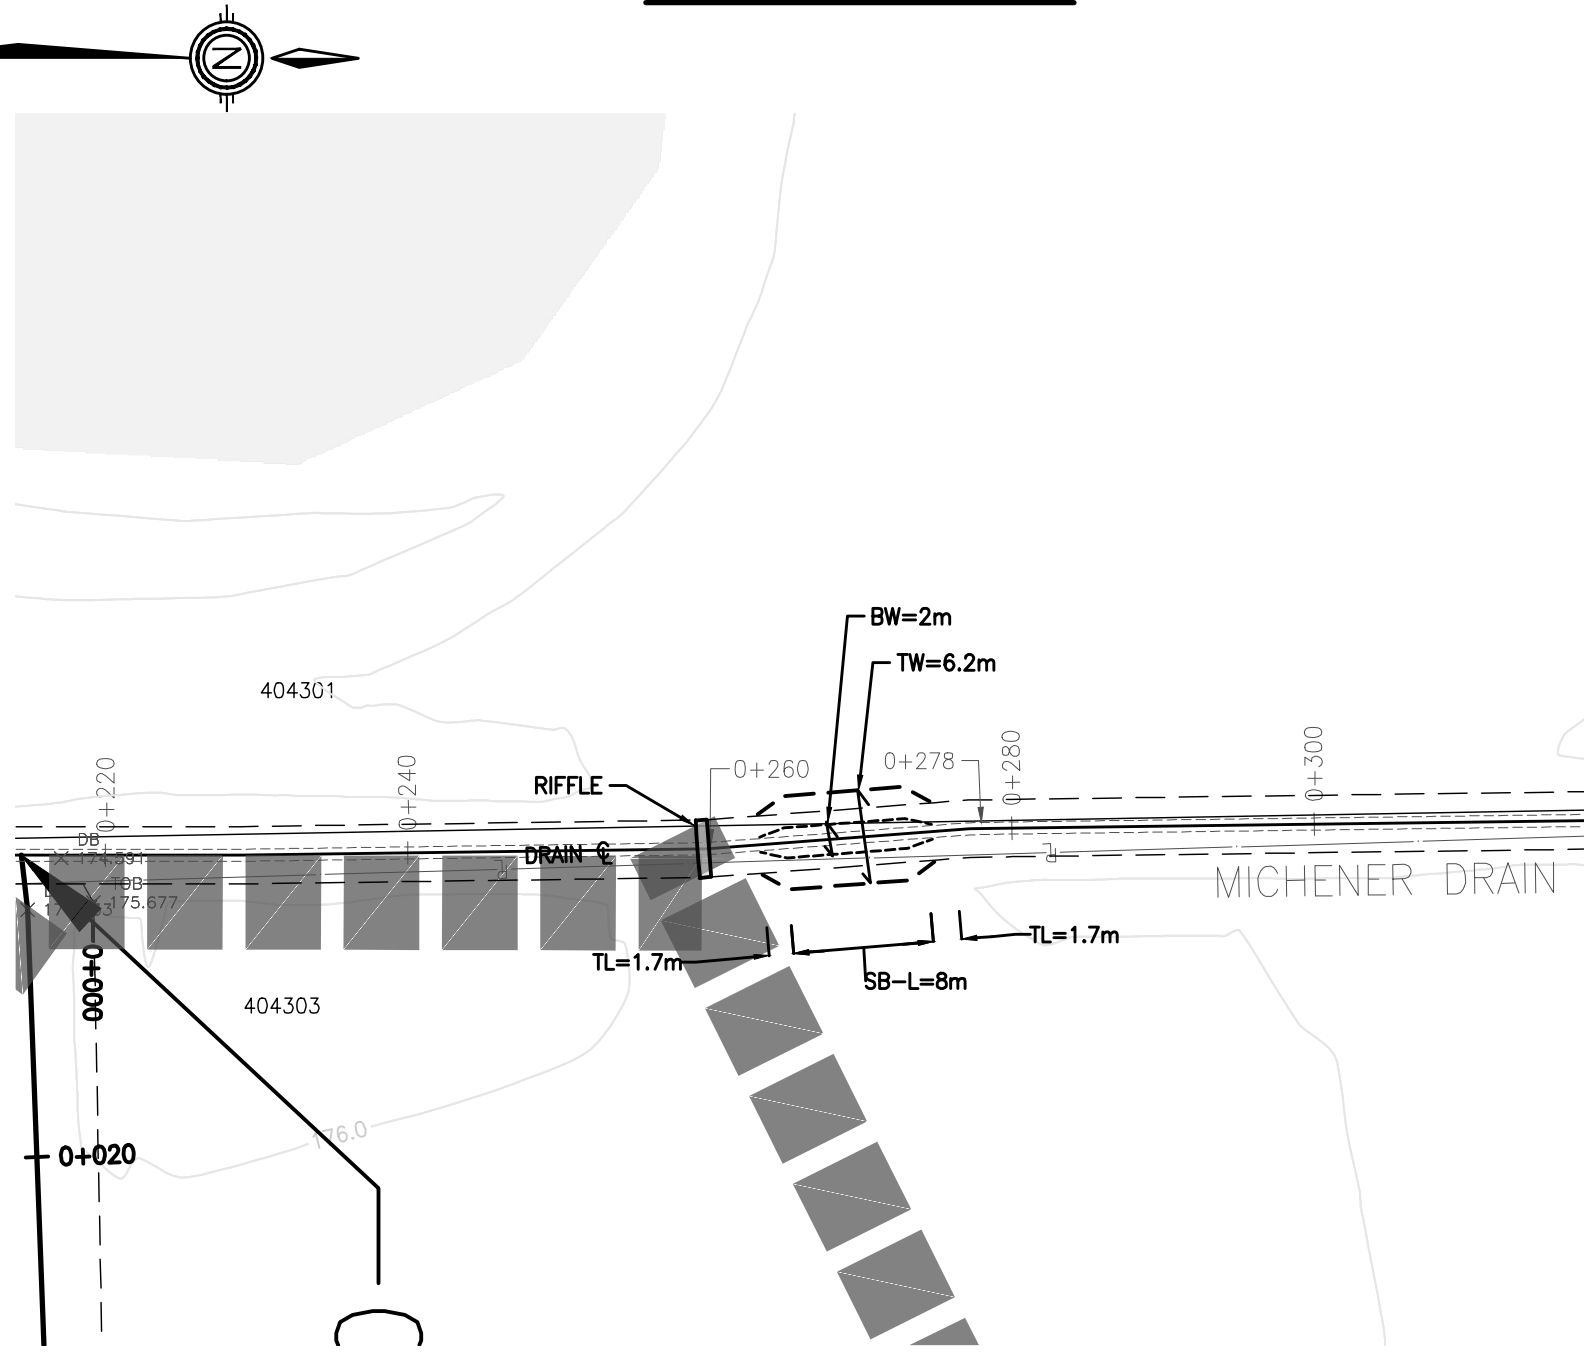 N
BW=2m
TW=6.2m
404301
0+220
0+240
RIFFLE
0+260
0+278
0+280
0+300
DB
174.591
DRAIN ℄
TOB
175.677
MICHENER DRAIN
TL=1.7m
TL=1.7m
SB-L=8m
0+000
404303
176.0
0+020